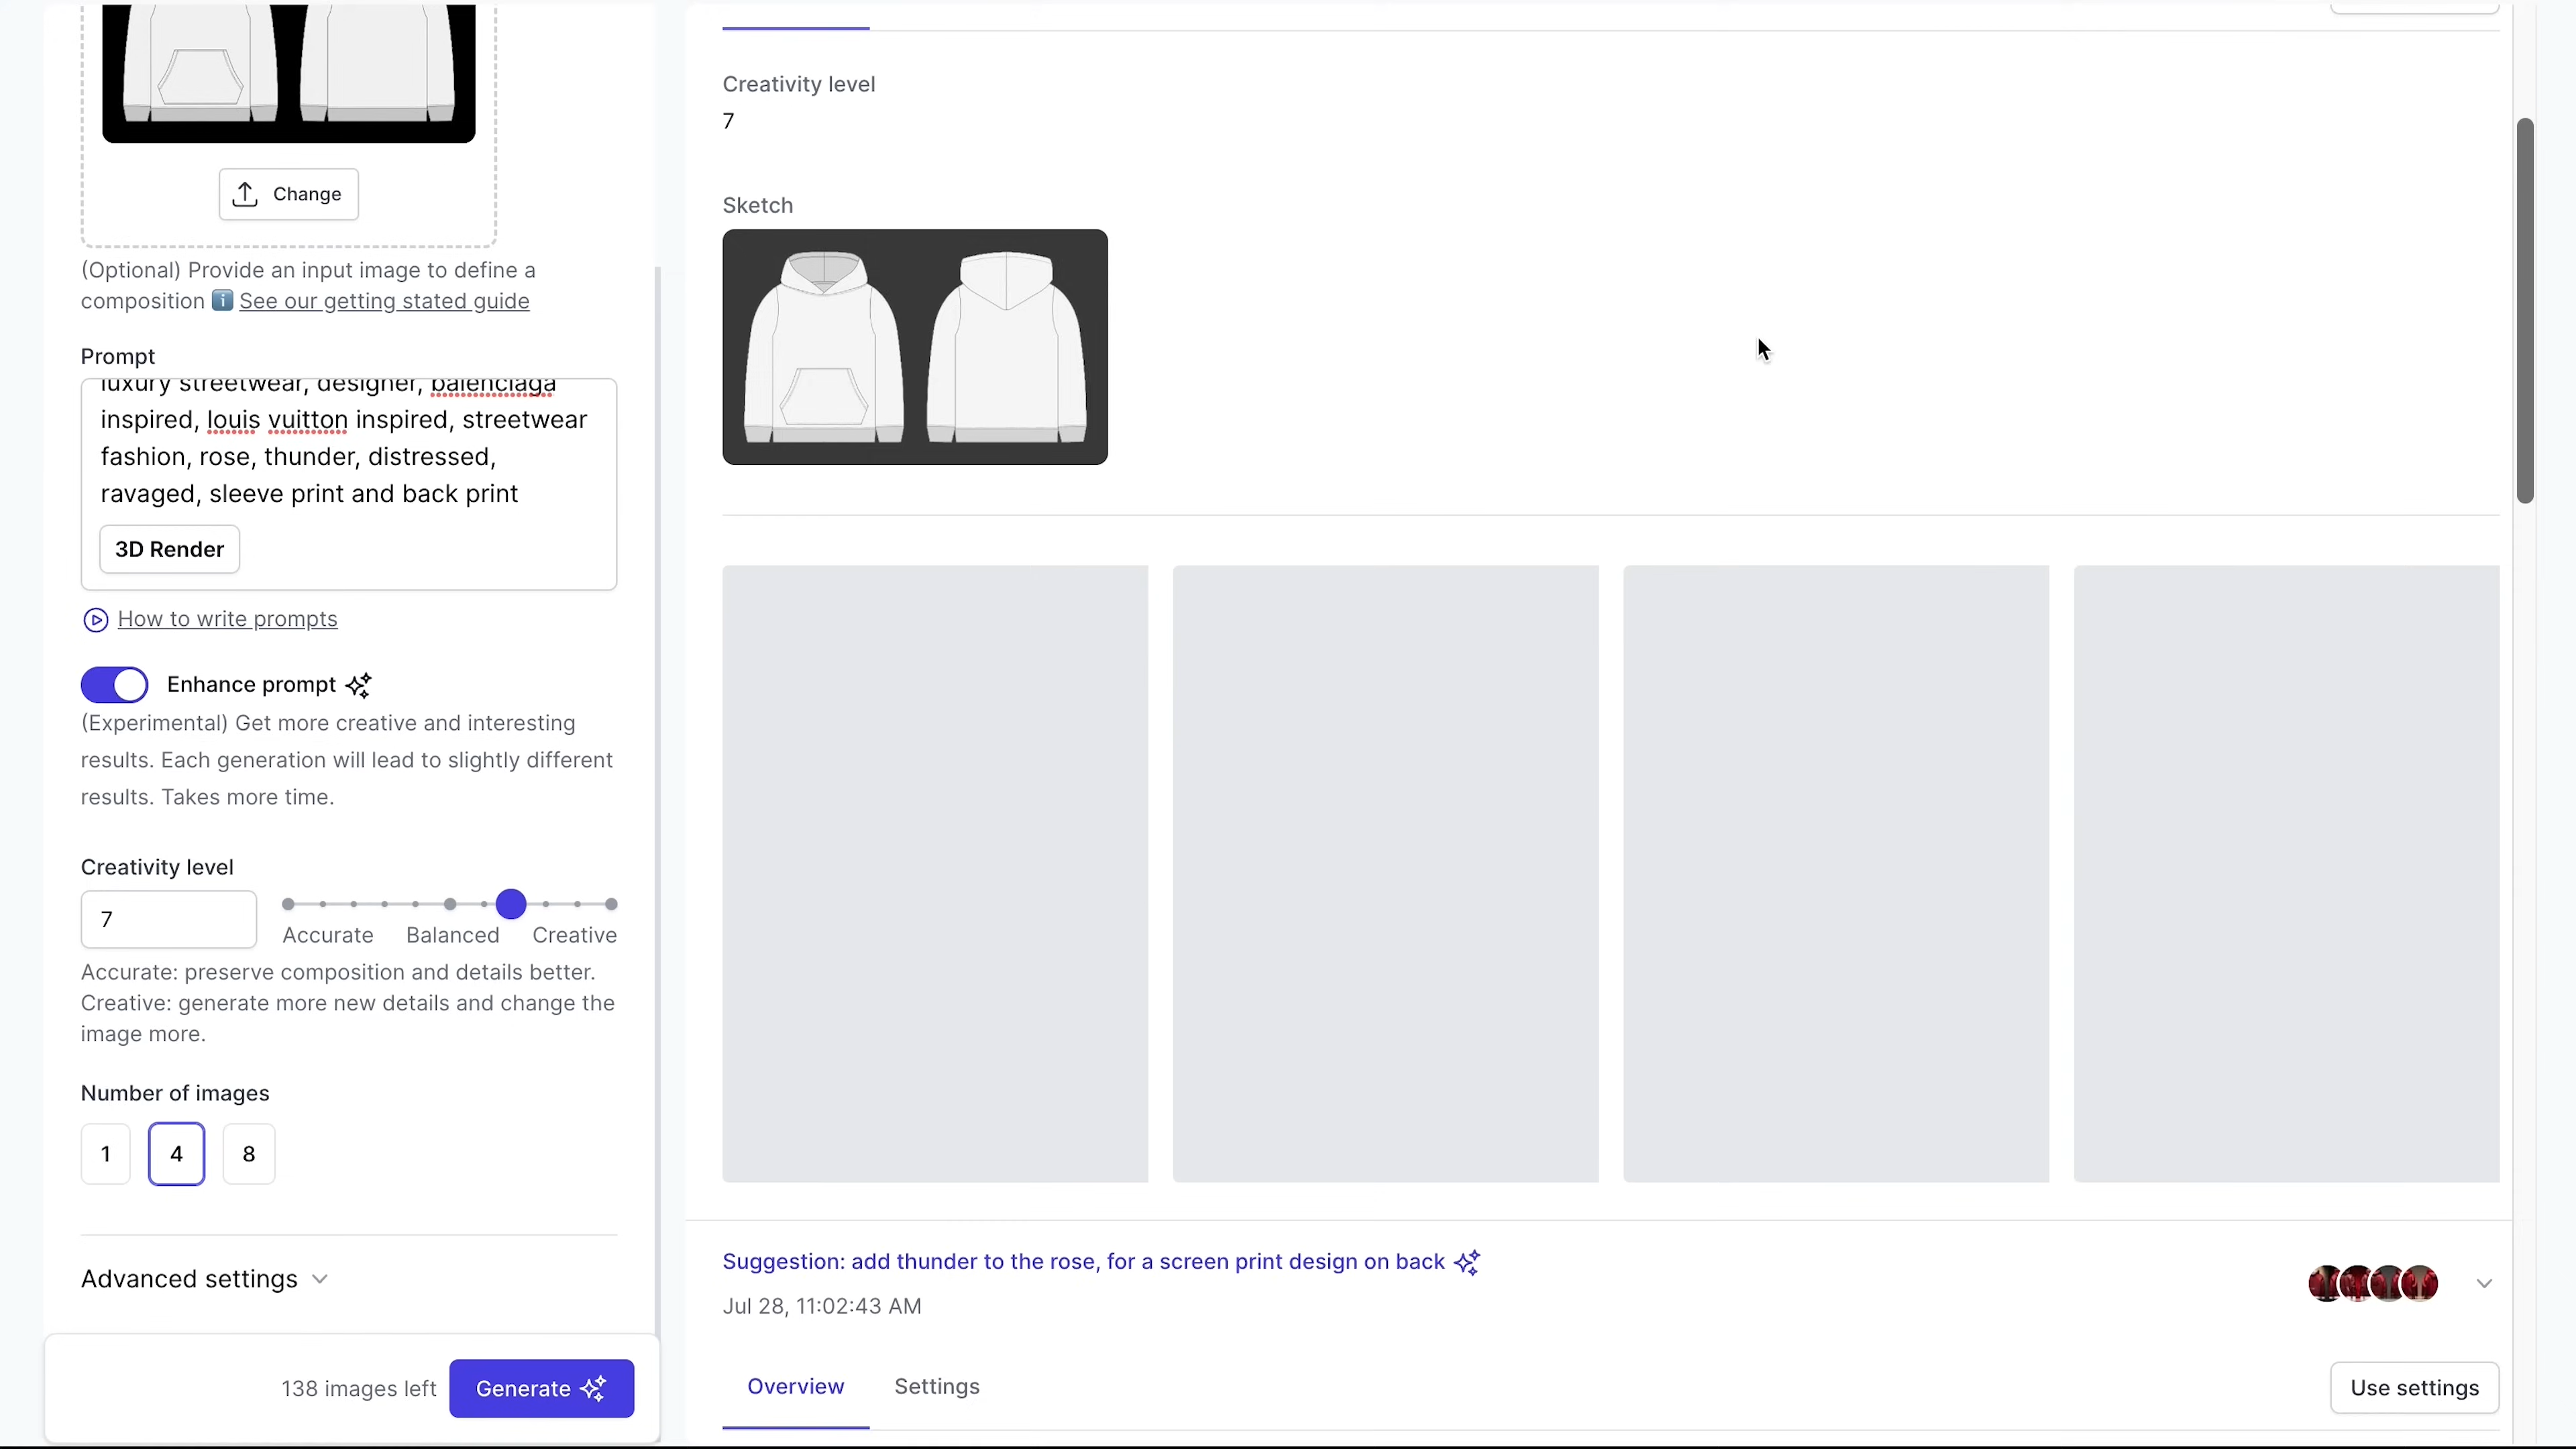 Change
(Optional) Provide an input image to define a
composition See our getting stated guide
Prompt
luxury streetwear, designer, balenciaga
inspired, louis vuitton inspired, streetwear
fashion, rose, thunder, distressed,
ravaged, sleeve print and back print
3D Render
How to write prompts
Enhance prompt
(Experimental) Get more creative and interesting
results. Each generation will lead to slightly different
results. Takes more time.
Creativity level
7
Accurate Balanced Creative
Accurate: preserve composition and details better.
Creative: generate more new details and change the
image more.
Number of images
1 4 8
Advanced settings
138 images left Generate
Creativity level
7
Sketch
Suggestion: add thunder to the rose, for a screen print design on back
Jul 28, 11:02:43 AM
Overview Settings
Use settings